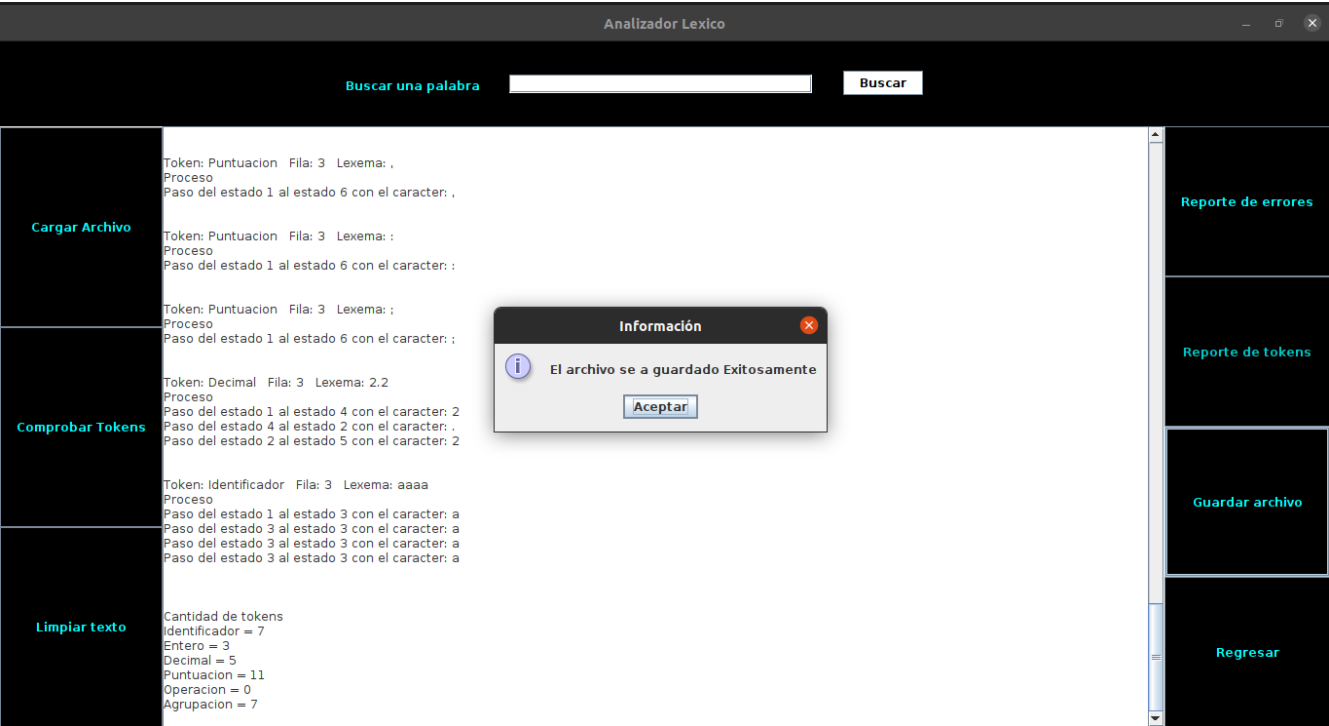 Analizador Lexico
Buscar una palabra
Buscar
Cargar Archivo
Comprobar Tokens
Limpiar texto
Token: Puntuacion Fila: 3 Lexema: ,
Proceso
Paso del estado 1 al estado 6 con el caracter: ,
Token: Puntuacion Fila: 3 Lexema: :
Proceso
Paso del estado 1 al estado 6 con el caracter: :
Token: Puntuacion Fila: 3 Lexema: ;
Proceso
Paso del estado 1 al estado 6 con el caracter: ;
Token: Decimal Fila: 3 Lexema: 2.2
Proceso
Paso del estado 1 al estado 4 con el caracter: 2
Paso del estado 4 al estado 2 con el caracter: .
Paso del estado 2 al estado 5 con el caracter: 2
Token: Identificador Fila: 3 Lexema: aaaa
Proceso
Paso del estado 1 al estado 3 con el caracter: a
Paso del estado 3 al estado 3 con el caracter: a
Paso del estado 3 al estado 3 con el caracter: a
Paso del estado 3 al estado 3 con el caracter: a
Cantidad de tokens
Identificador = 7
Entero = 3
Decimal = 5
Puntuacion = 11
Operacion = 0
Agrupacion = 7
Información
El archivo se a guardado Exitosamente
Aceptar
Reporte de errores
Reporte de tokens
Guardar archivo
Regresar